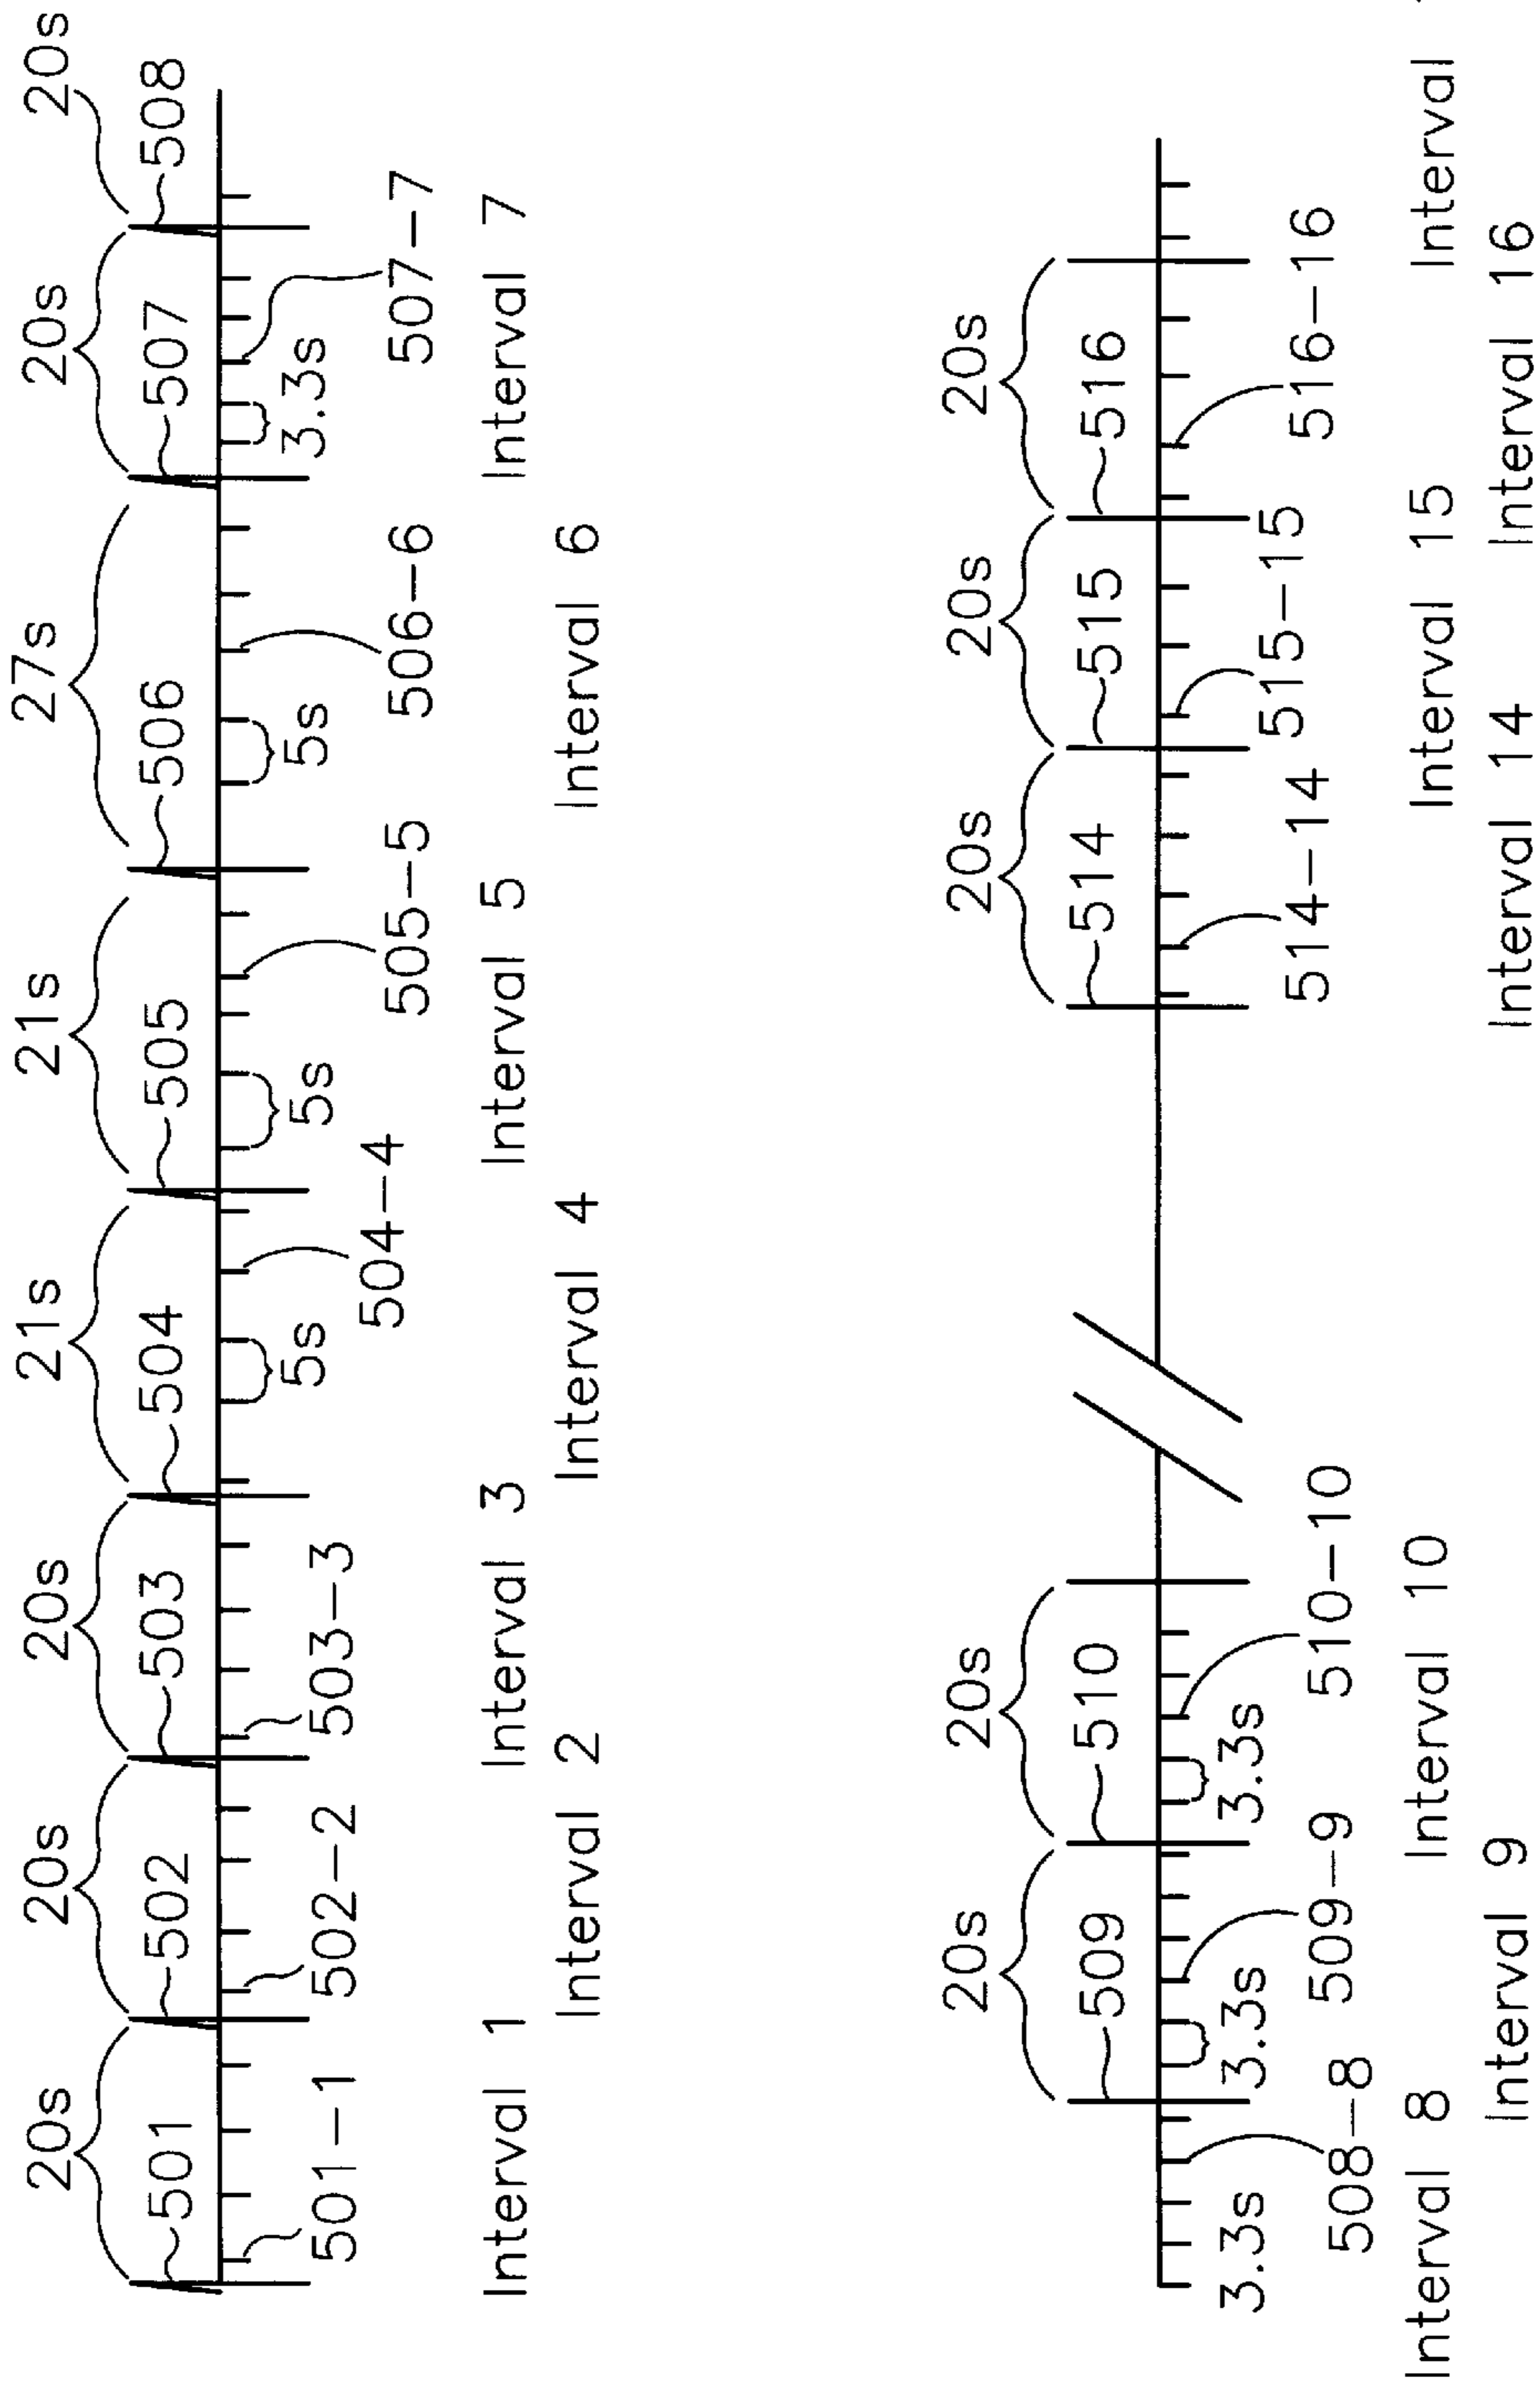 20s 20s 20s 21s 21s 27s 20s 20s
501 502 503 504 505 506 507 508
5s 5s 5s 3.3s
501-1 502-2 503-3 504-4 505-5 506-6 507-7
Interval 1 Interval 3 Interval 5 Interval 7
Interval 2 Interval 4 Interval 6
20s 20s 20s 20s 20s
509 510 514 515 516
3.3s 3.3s 3.3s
508-8 509-9 510-10 514-14 515-15 516-16
Interval 8 Interval 10 Interval 15 Interval
Interval 9 Interval 14 Interval 16